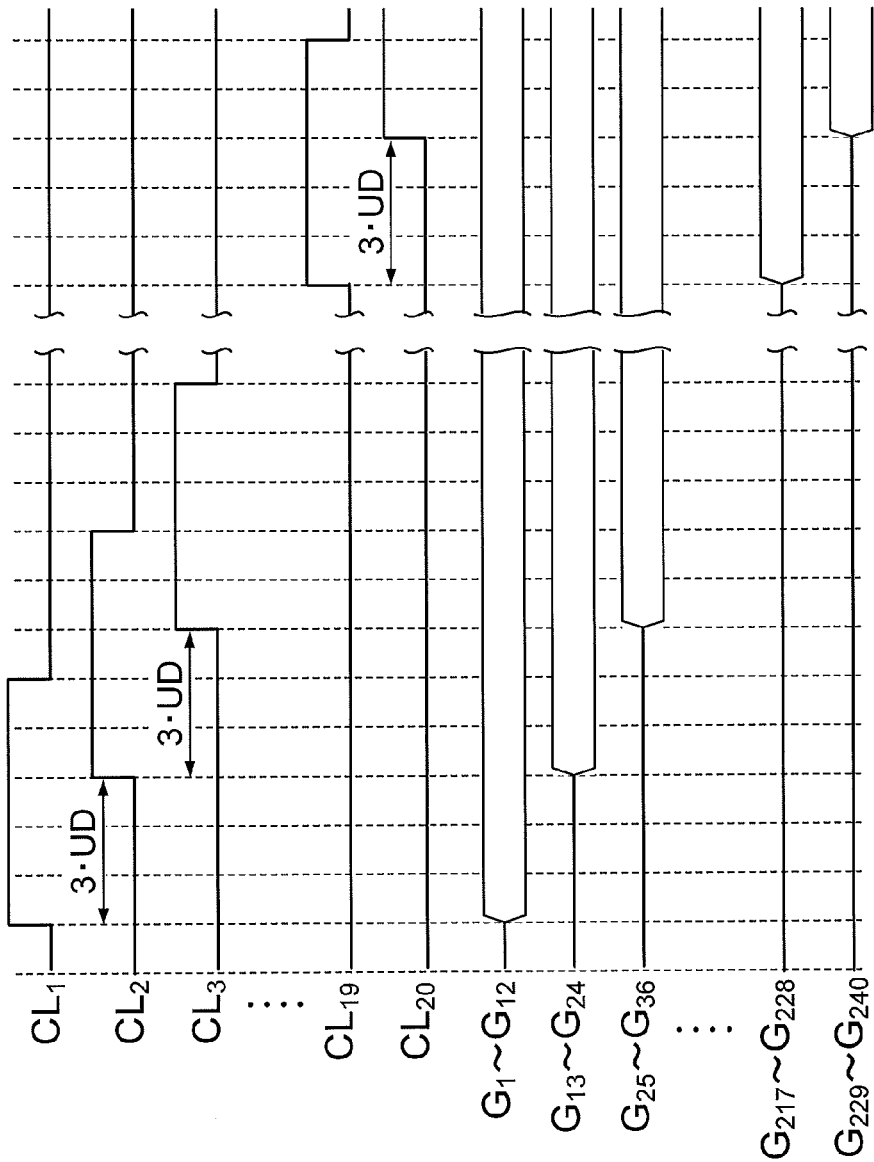 CL1
CL2
CL3
.....
CL19
CL20
G1～G12
G13～G24
G25～G36
.....
G217～G228
G229～G240
3·UD
3·UD
3·UD